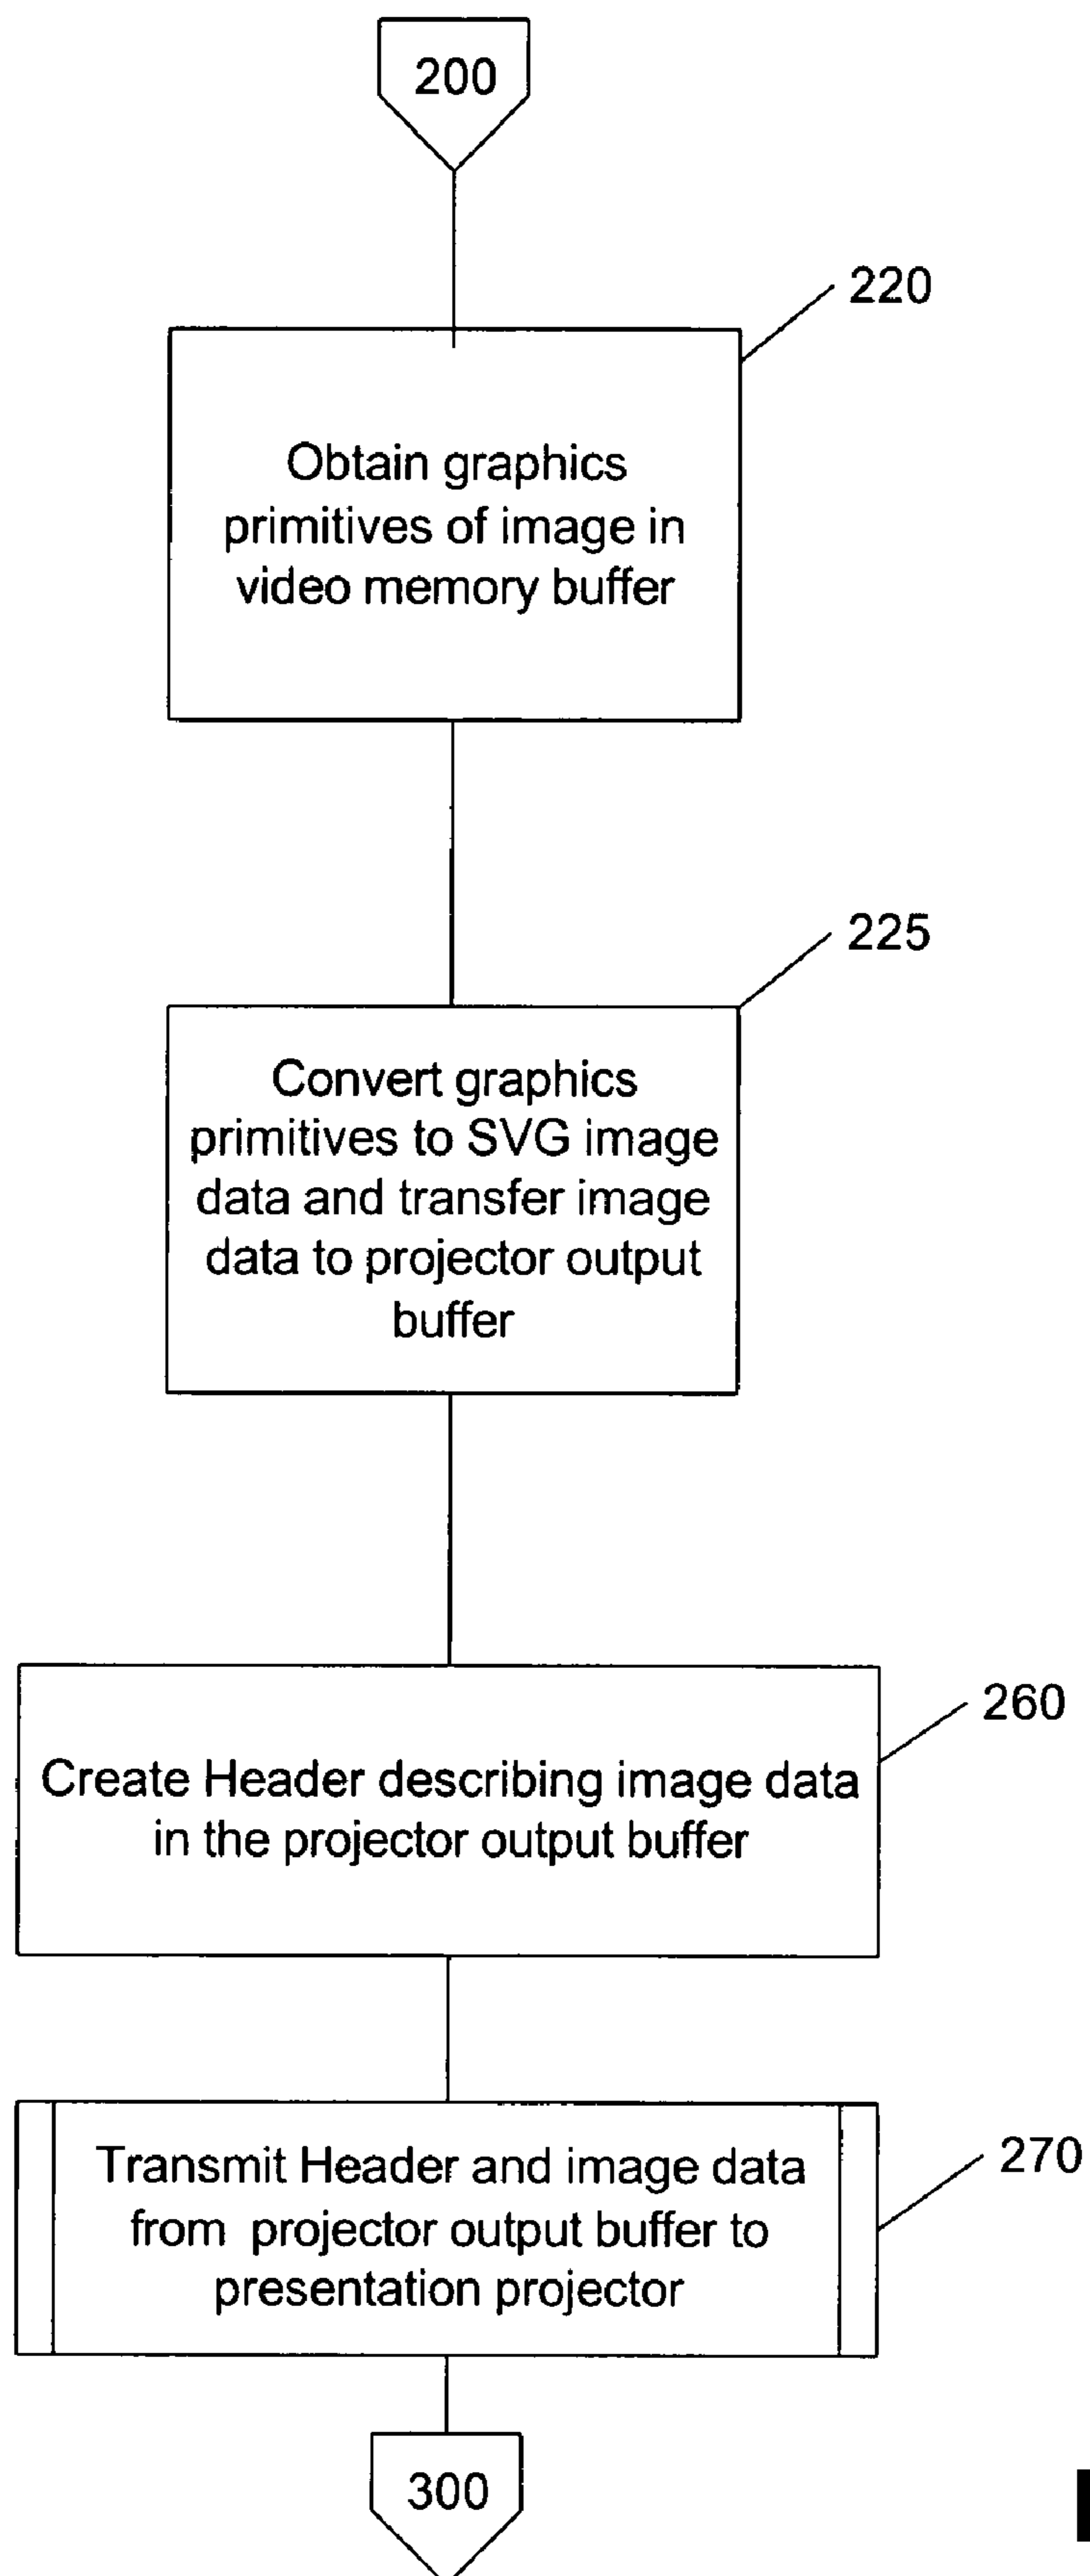 200
220
Obtain graphics
primitives of image in
video memory buffer
225
Convert graphics
primitives to SVG image
data and transfer image
data to projector output
buffer
260
Create Header describing image data
in the projector output buffer
270
Transmit Header and image data
from projector output buffer to
presentation projector
300